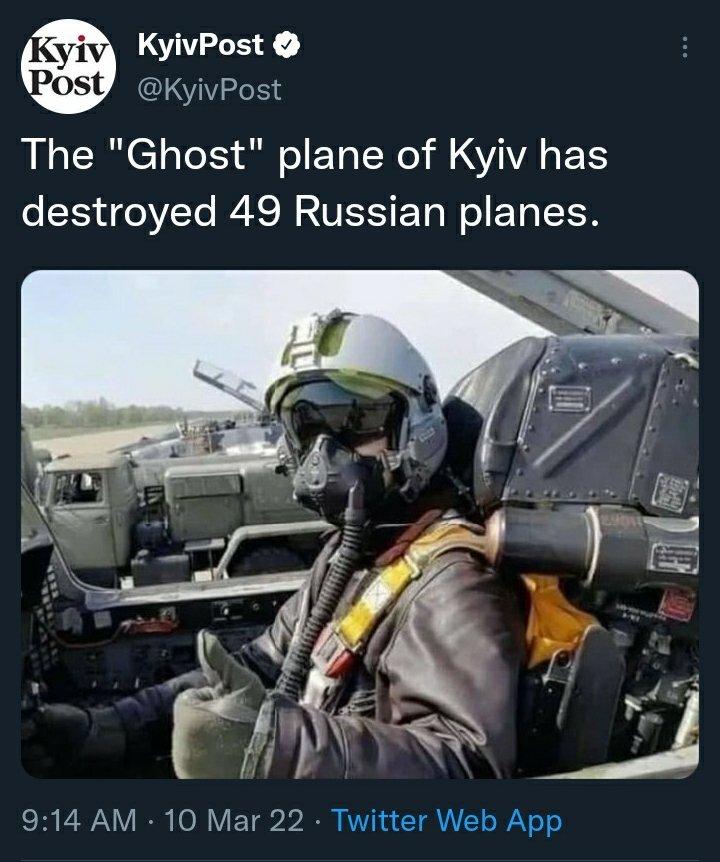 Kyiv
Post
KyivPost
@KyivPost
The "Ghost" plane of Kyiv has
destroyed 49 Russian planes.
9:14 AM · 10 Mar 22 · Twitter Web App